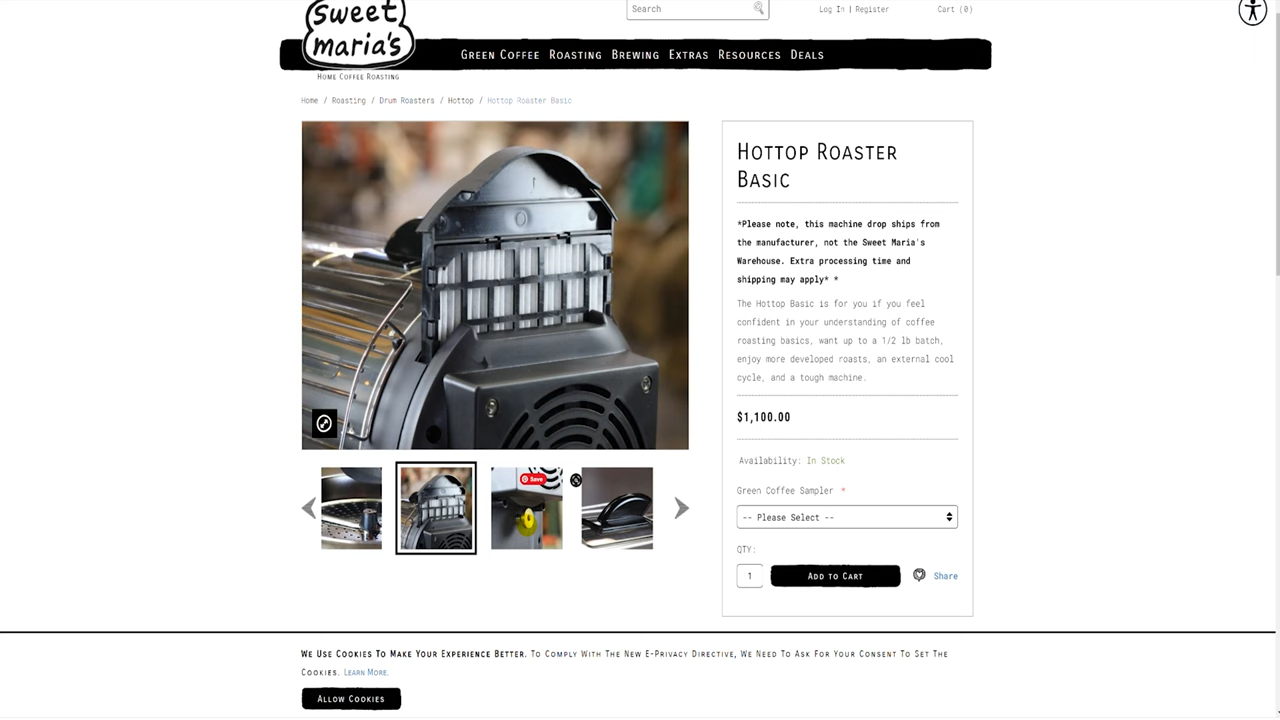 sweet
maria's
Home Coffee Roasting
Search
Log In | Register
Cart (0)
Green Coffee Roasting Brewing Extras Resources Deals
Home / Roasting / Drum Roasters / Hottop / Hottop Roaster Basic
Hottop Roaster
Basic
*Please note, this machine drop ships from
the manufacturer, not the Sweet Maria's
Warehouse. Extra processing time and
shipping may apply* *
The Hottop Basic is for you if you feel
confident in your understanding of coffee
roasting basics, want up to a 1/2 lb batch,
enjoy more developed roasts, an external cool
cycle, and a tough machine.
$1,100.00
Availability: In Stock
Green Coffee Sampler *
-- Please Select --
QTY:
1 Add to Cart Share
Save
We Use Cookies To Make Your Experience Better. To Comply With The New E-Privacy Directive, We Need To Ask For Your Consent To Set The
Cookies. Learn More.
Allow Cookies